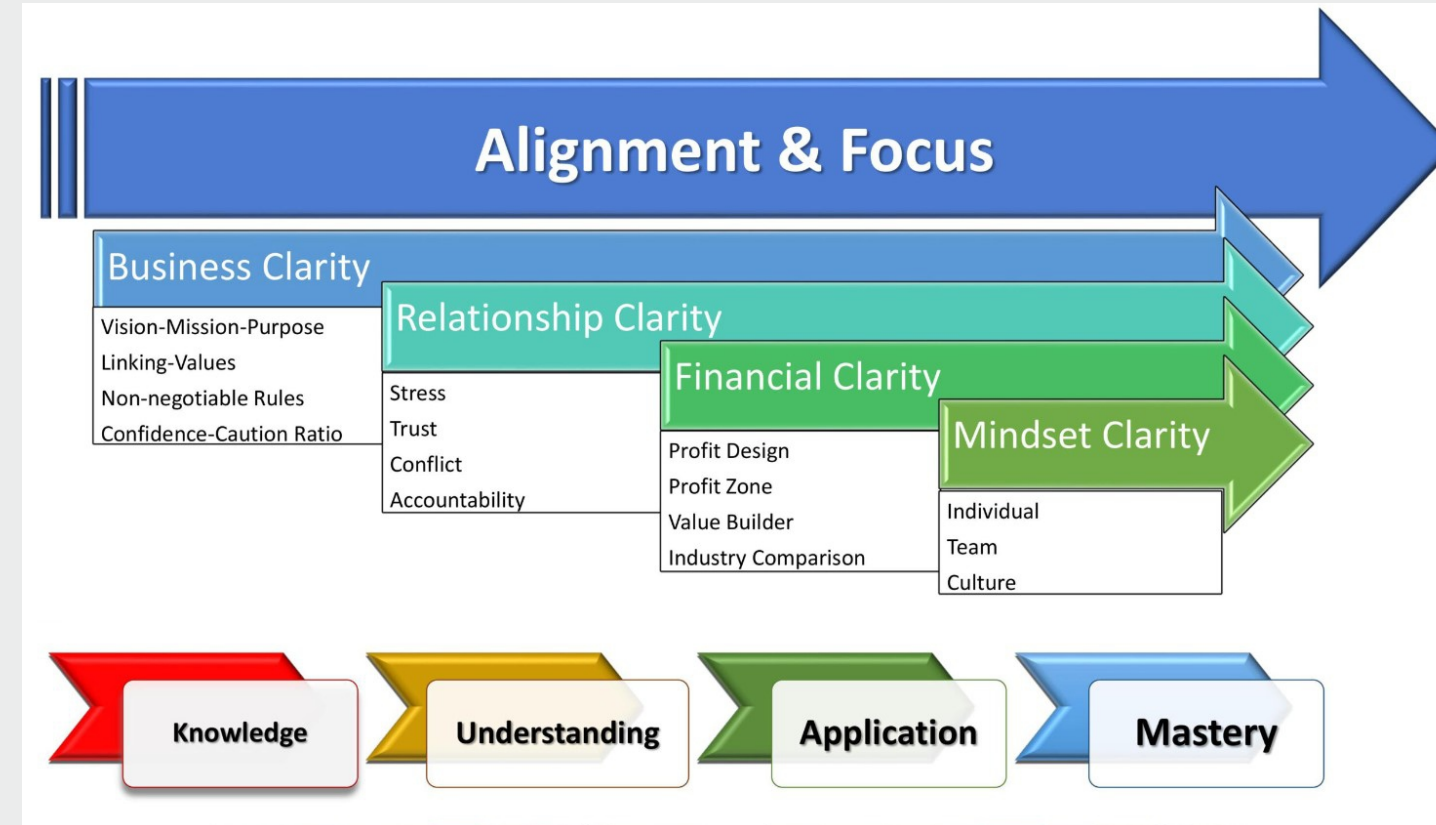 Alignment & Focus
Business Clarity
Vision-Mission-Purpose
Linking-Values
Non-negotiable Rules
Confidence-Caution Ratio
Relationship Clarity
Stress
Trust
Conflict
Accountability
Financial Clarity
Profit Design
Profit Zone
Value Builder
Industry Comparison
Mindset Clarity
Individual
Team
Culture
Knowledge
Understanding
Application
Mastery